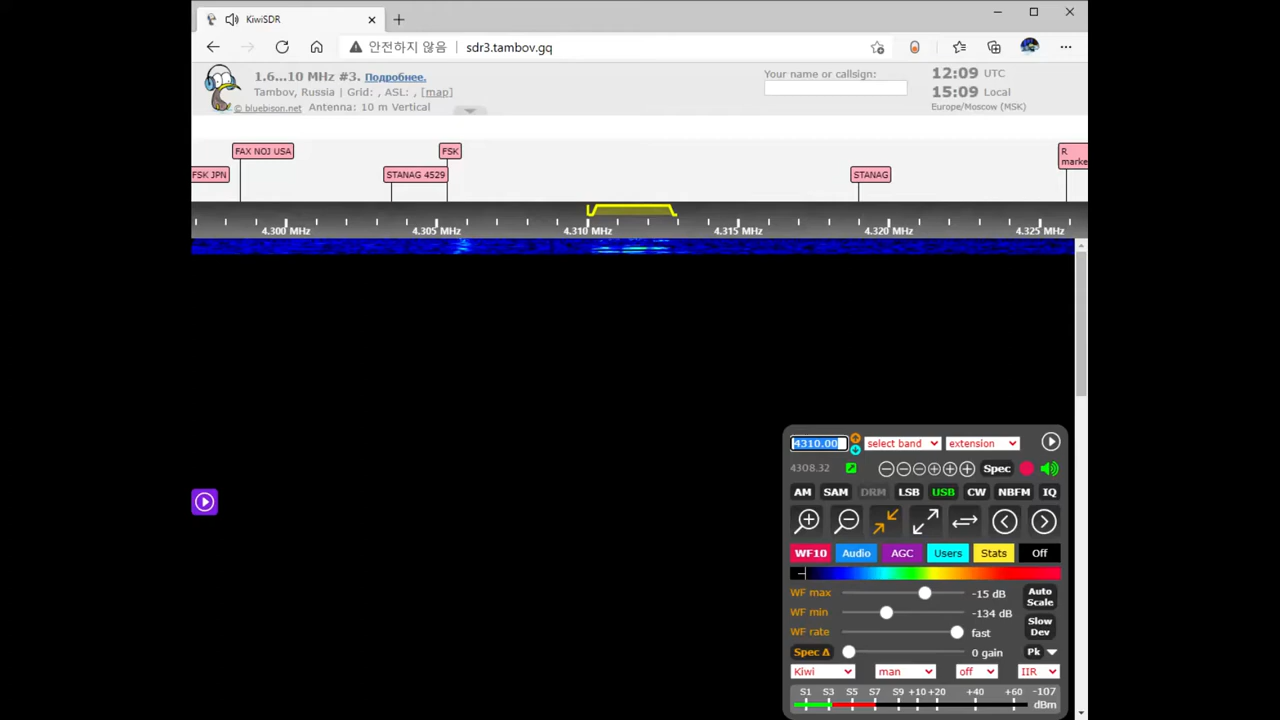 KiwiSDR
안전하지 않음 sdr3.tambov.gq
1.6...10 MHz #3. Подробнее.
Tambov, Russia | Grid: , ASL: , [map]
© bluebison.net Antenna: 10 m Vertical
Your name or callsign:
12:09 UTC
15:09 Local
Europe/Moscow (MSK)
FAX NOJ USA
FSK
R
marke
FSK JPN
STANAG 4529
STANAG
4.300 MHz 4.305 MHz 4.310 MHz 4.315 MHz 4.320 MHz 4.325 MHz
4310.00 select band extension
4308.32 Spec
AM SAM DRM LSB USB CW NBFM IQ
WF10 Audio AGC Users Stats Off
WF max -15 dB Auto Scale
WF min -134 dB
WF rate fast Slow Dev
Spec Δ 0 gain Pk
Kiwi man off IIR
S1 S3 S5 S7 S9 +10 +20 +40 +60 -107
dBm